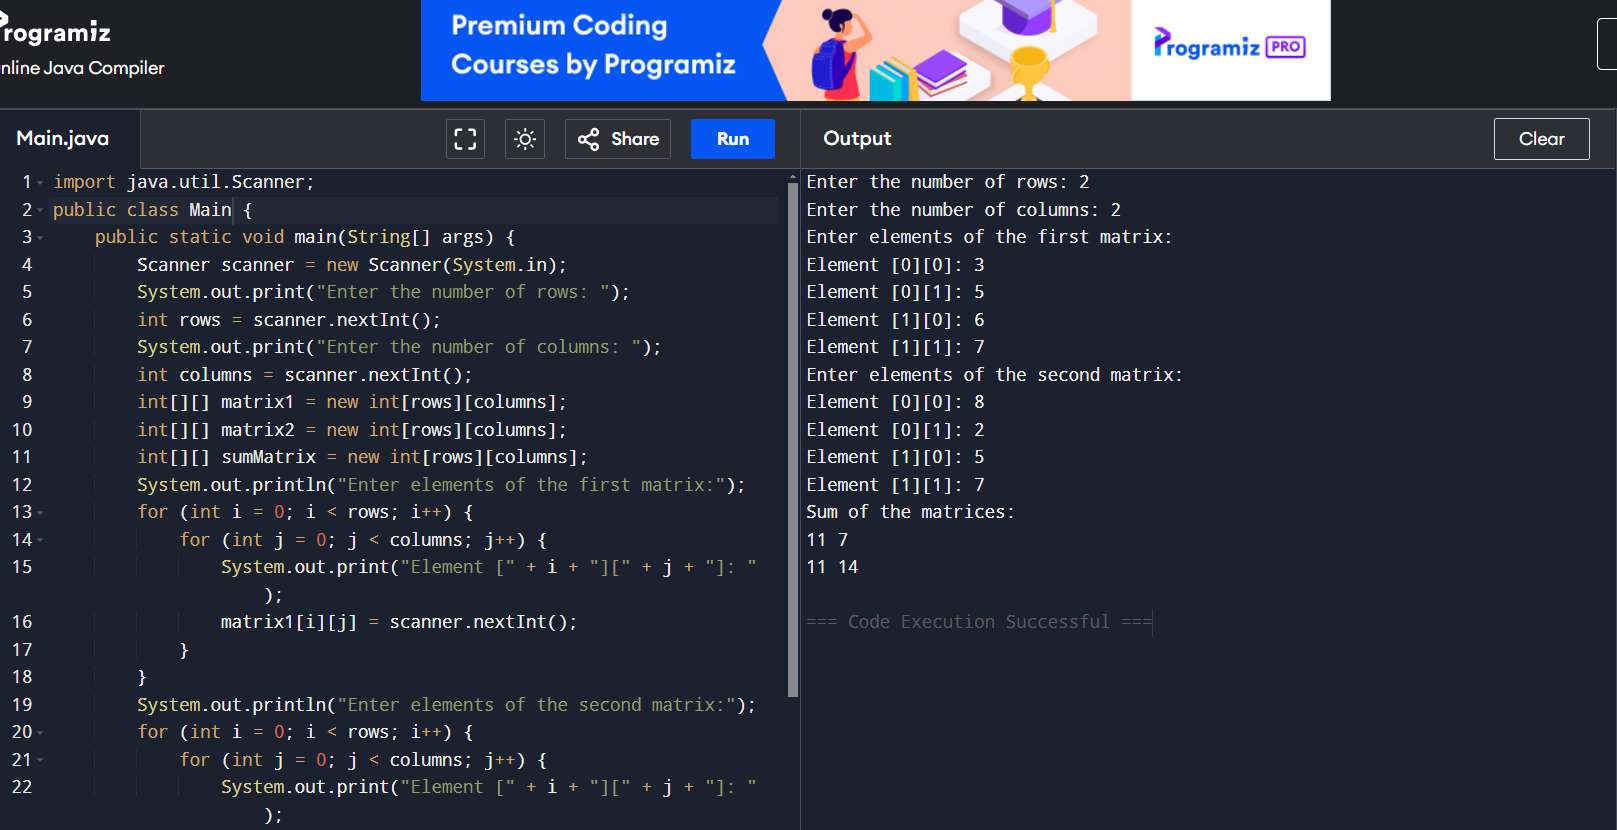 Programiz
nline Java Compiler
Premium Coding
Courses by Programiz
Programiz PRO
Main.java
Share
Run
Output
Clear
1 import java.util.Scanner;
2 public class Main {
3 public static void main(String[] args) {
4 Scanner scanner = new Scanner(System.in);
5 System.out.print("Enter the number of rows: ");
6 int rows = scanner.nextInt();
7 System.out.print("Enter the number of columns: ");
8 int columns = scanner.nextInt();
9 int[][] matrix1 = new int[rows][columns];
10 int[][] matrix2 = new int[rows][columns];
11 int[][] sumMatrix = new int[rows][columns];
12 System.out.println("Enter elements of the first matrix:");
13 for (int i = 0; i < rows; i++) {
14 for (int j = 0; j < columns; j++) {
15 System.out.print("Element [" + i + "][" + j + "]: "
);
16 matrix1[i][j] = scanner.nextInt();
17 }
18 }
19 System.out.println("Enter elements of the second matrix:");
20 for (int i = 0; i < rows; i++) {
21 for (int j = 0; j < columns; j++) {
22 System.out.print("Element [" + i + "][" + j + "]: "
);
Enter the number of rows: 2
Enter the number of columns: 2
Enter elements of the first matrix:
Element [0][0]: 3
Element [0][1]: 5
Element [1][0]: 6
Element [1][1]: 7
Enter elements of the second matrix:
Element [0][0]: 8
Element [0][1]: 2
Element [1][0]: 5
Element [1][1]: 7
Sum of the matrices:
11 7
11 14
=== Code Execution Successful ===